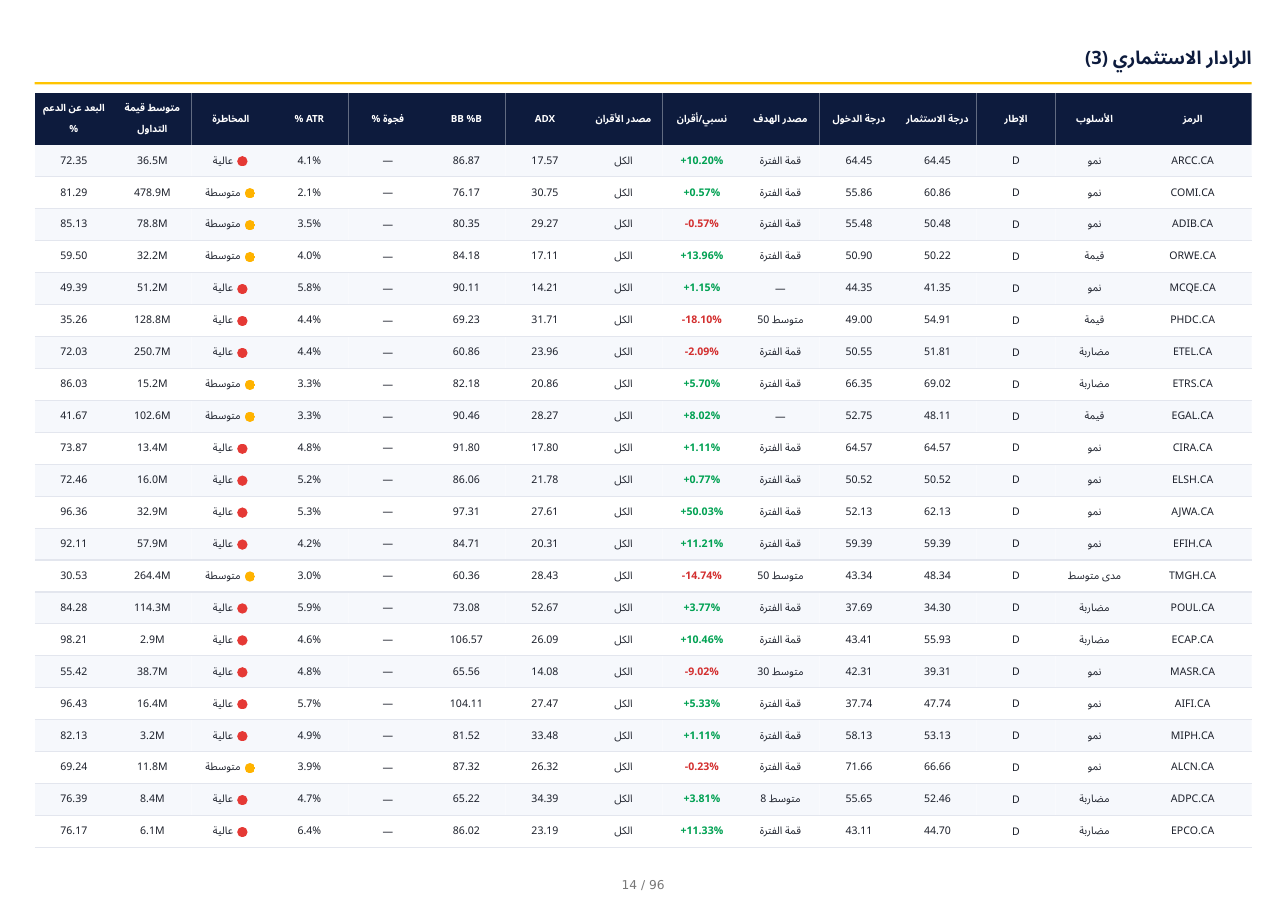 الرادار الاستثماري (3)
الرمز الأسلوب الإطار درجة الاستثمار درجة الدخول مصدر الهدف نسبي/أقران مصدر الأقران ADX BB %B فجوة % ATR % المخاطرة متوسط قيمة التداول البعد عن الدعم %
ARCC.CA نمو D 64.45 64.45 قمة الفترة +10.20% الكل 17.57 86.87 — 4.1% عالية 36.5M 72.35
COMI.CA نمو D 60.86 55.86 قمة الفترة +0.57% الكل 30.75 76.17 — 2.1% متوسطة 478.9M 81.29
ADIB.CA نمو D 50.48 55.48 قمة الفترة -0.57% الكل 29.27 80.35 — 3.5% متوسطة 78.8M 85.13
ORWE.CA قيمة D 50.22 50.90 قمة الفترة +13.96% الكل 17.11 84.18 — 4.0% متوسطة 32.2M 59.50
MCQE.CA نمو D 41.35 44.35 — +1.15% الكل 14.21 90.11 — 5.8% عالية 51.2M 49.39
PHDC.CA قيمة D 54.91 49.00 متوسط 50 -18.10% الكل 31.71 69.23 — 4.4% عالية 128.8M 35.26
ETEL.CA مضاربة D 51.81 50.55 قمة الفترة -2.09% الكل 23.96 60.86 — 4.4% عالية 250.7M 72.03
ETRS.CA مضاربة D 69.02 66.35 قمة الفترة +5.70% الكل 20.86 82.18 — 3.3% متوسطة 15.2M 86.03
EGAL.CA قيمة D 48.11 52.75 — +8.02% الكل 28.27 90.46 — 3.3% متوسطة 102.6M 41.67
CIRA.CA نمو D 64.57 64.57 قمة الفترة +1.11% الكل 17.80 91.80 — 4.8% عالية 13.4M 73.87
ELSH.CA نمو D 50.52 50.52 قمة الفترة +0.77% الكل 21.78 86.06 — 5.2% عالية 16.0M 72.46
AJWA.CA نمو D 62.13 52.13 قمة الفترة +50.03% الكل 27.61 97.31 — 5.3% عالية 32.9M 96.36
EFIH.CA نمو D 59.39 59.39 قمة الفترة +11.21% الكل 20.31 84.71 — 4.2% عالية 57.9M 92.11
TMGH.CA مدى متوسط D 48.34 43.34 متوسط 50 -14.74% الكل 28.43 60.36 — 3.0% متوسطة 264.4M 30.53
POUL.CA مضاربة D 34.30 37.69 قمة الفترة +3.77% الكل 52.67 73.08 — 5.9% عالية 114.3M 84.28
ECAP.CA مضاربة D 55.93 43.41 قمة الفترة +10.46% الكل 26.09 106.57 — 4.6% عالية 2.9M 98.21
MASR.CA نمو D 39.31 42.31 متوسط 30 -9.02% الكل 14.08 65.56 — 4.8% عالية 38.7M 55.42
AIFI.CA نمو D 47.74 37.74 قمة الفترة +5.33% الكل 27.47 104.11 — 5.7% عالية 16.4M 96.43
MIPH.CA نمو D 53.13 58.13 قمة الفترة +1.11% الكل 33.48 81.52 — 4.9% عالية 3.2M 82.13
ALCN.CA نمو D 66.66 71.66 قمة الفترة -0.23% الكل 26.32 87.32 — 3.9% متوسطة 11.8M 69.24
ADPC.CA مضاربة D 52.46 55.65 متوسط 8 +3.81% الكل 34.39 65.22 — 4.7% عالية 8.4M 76.39
EPCO.CA مضاربة D 44.70 43.11 قمة الفترة +11.33% الكل 23.19 86.02 — 6.4% عالية 6.1M 76.17
14 / 96